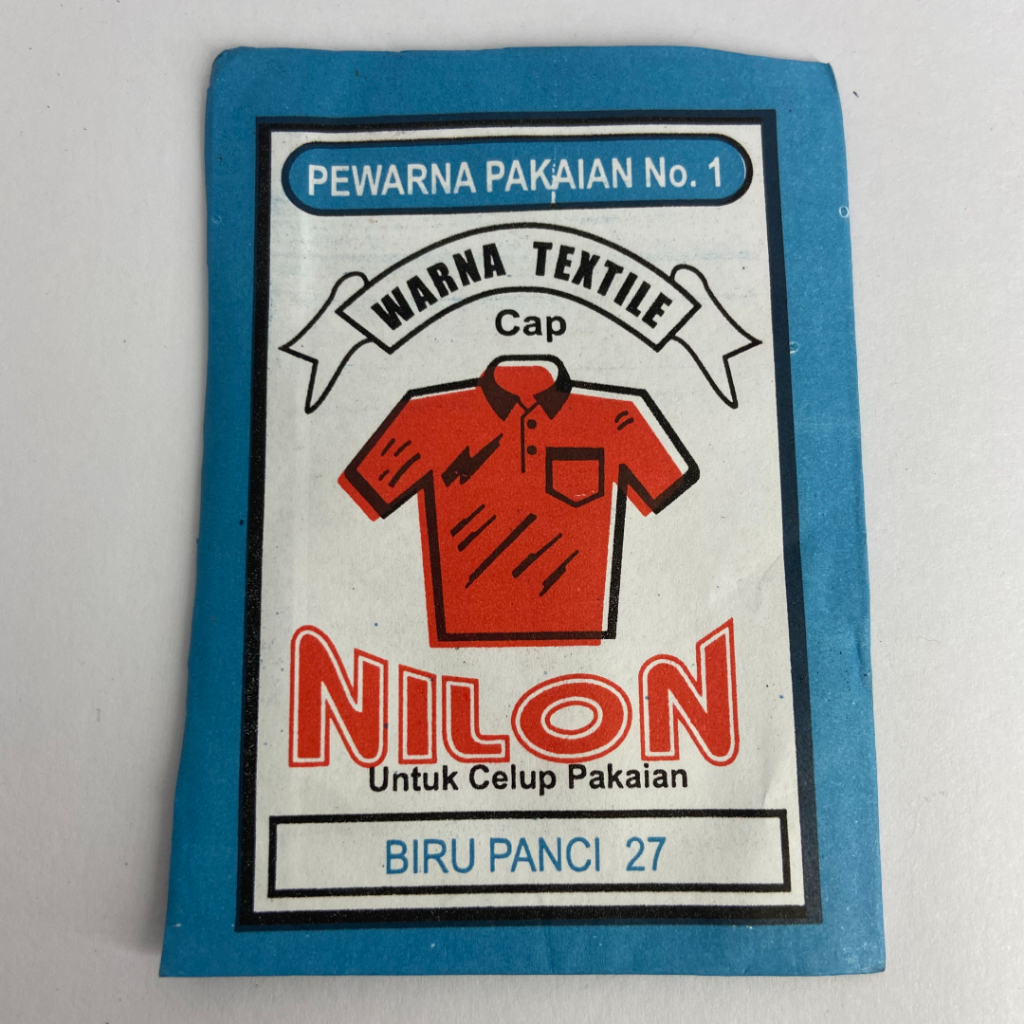 PEWARNA PAKAIAN No. 1
WARNA TEXTILE
Cap
NILON
Untuk Celup Pakaian
BIRU PANCI 27